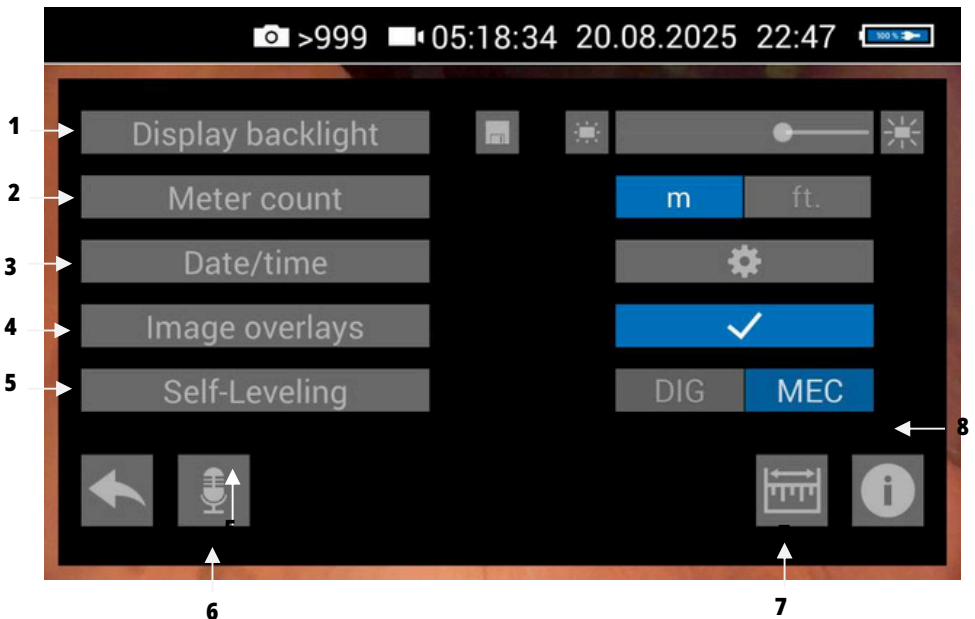 >999 05:18:34 20.08.2025 22:47 100 %
1 Display backlight
2 Meter count m ft.
3 Date/time
4 Image overlays
5 Self-Leveling DIG MEC
8
i
6 7